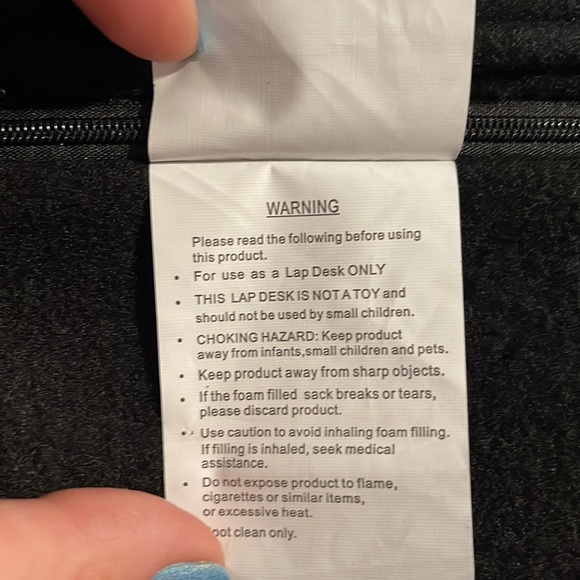 WARNING
Please read the following before using
this product.
• For use as a Lap Desk ONLY
• THIS LAP DESK IS NOT A TOY and
should not be used by small children.
• CHOKING HAZARD: Keep product
away from infants,small children and pets.
• Keep product away from sharp objects.
• If the foam filled sack breaks or tears,
please discard product.
• Use caution to avoid inhaling foam filling.
If filling is inhaled, seek medical
assistance.
• Do not expose product to flame,
cigarettes or similar items,
or excessive heat.
clean only.